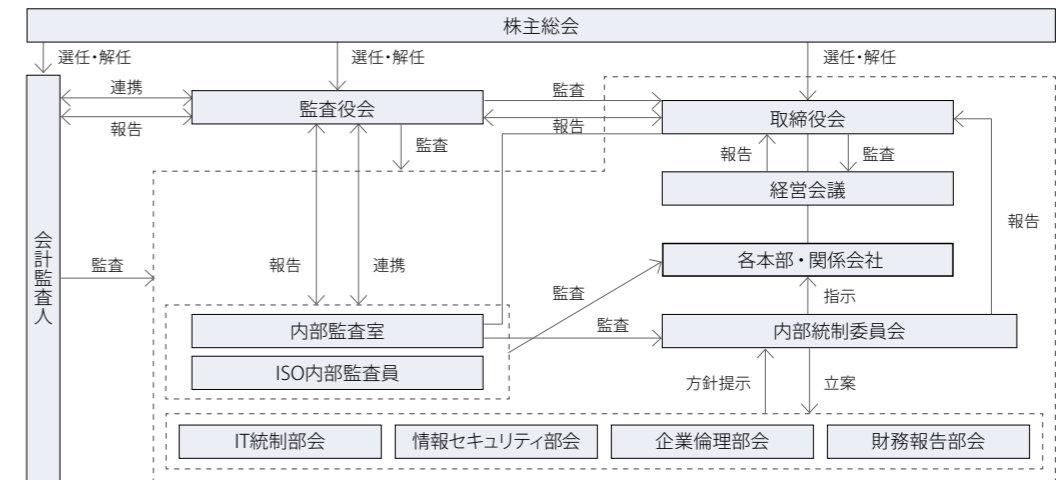 株主総会
選任・解任
選任・解任
選任・解任
連携
監査役会
監査
取締役会
報告
報告
監査
報告
監査
経営会議
報告
会計監査人
監査
報告
連携
各本部・関係会社
監査
指示
内部監査室
監査
内部統制委員会
ISO内部監査員
方針提示
立案
IT統制部会
情報セキュリティ部会
企業倫理部会
財務報告部会